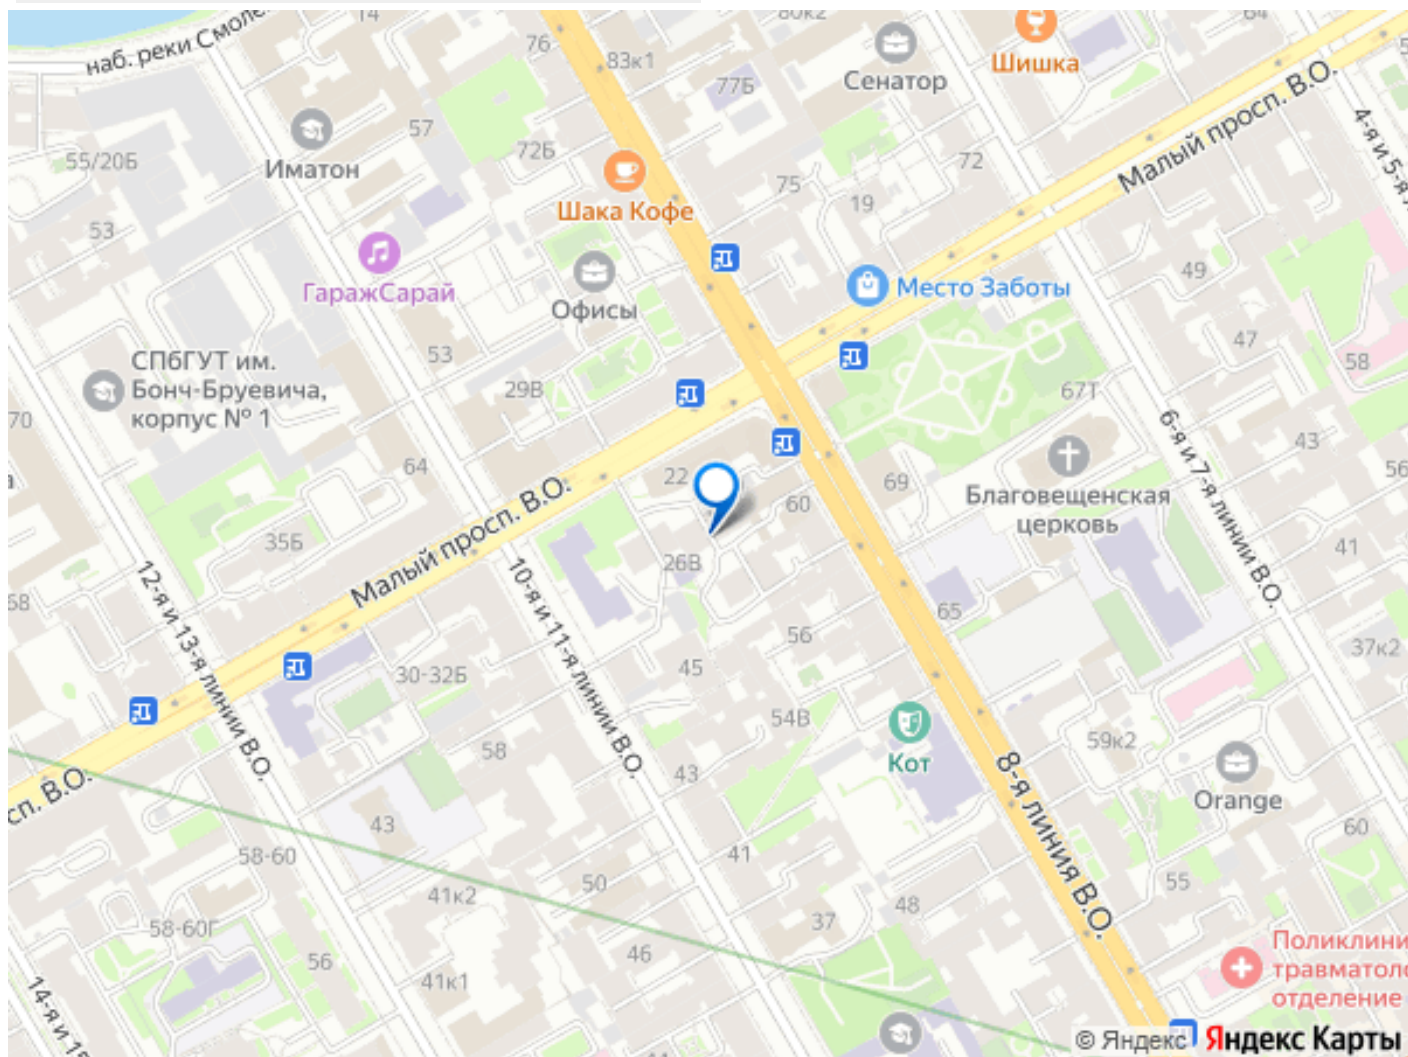 14
80к2
64
наб. реки Смоле
76
83к1
77Б
Сенатор
Шишка
Малый просп. В.О.
4-я и 5-я л
57
Иматон
55/20Б
72Б
72
Шака Кофе
75
19
53
ГаражСарай
Офисы
Место Заботы
49
47
58
СПбГУТ им.
Бонч-Бруевича,
корпус № 1
53
29В
67Т
70
64
6-я и 7-я линии В.О.
43
56
22
69
60
Благовещенская
церковь
Малый просп. В.О.
35Б
26В
41
12-я и 13-я линии В.О.
10-я и 11-я линии В.О.
58
65
56
37к2
45
30-32Б
54В
58
59к2
Кот
43
8-я линия В.О.
Orange
сп. В.О.
43
60
58-60
41
55
50
41к2
48
37
58-60Г
46
56
41к1
Поликлини
травматоло
отделение
14-я и 15
© Яндекс
Яндекс Карты